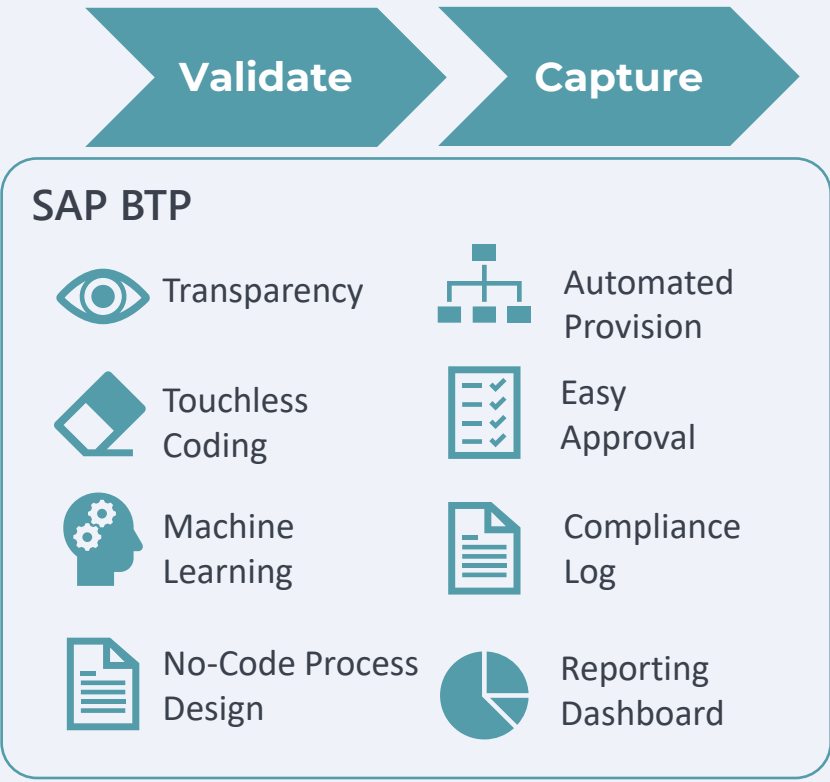 Validate
Capture
SAP BTP
Transparency
Automated
Provision
Touchless
Coding
Easy
Approval
Machine
Learning
Compliance
Log
No-Code Process
Design
Reporting
Dashboard